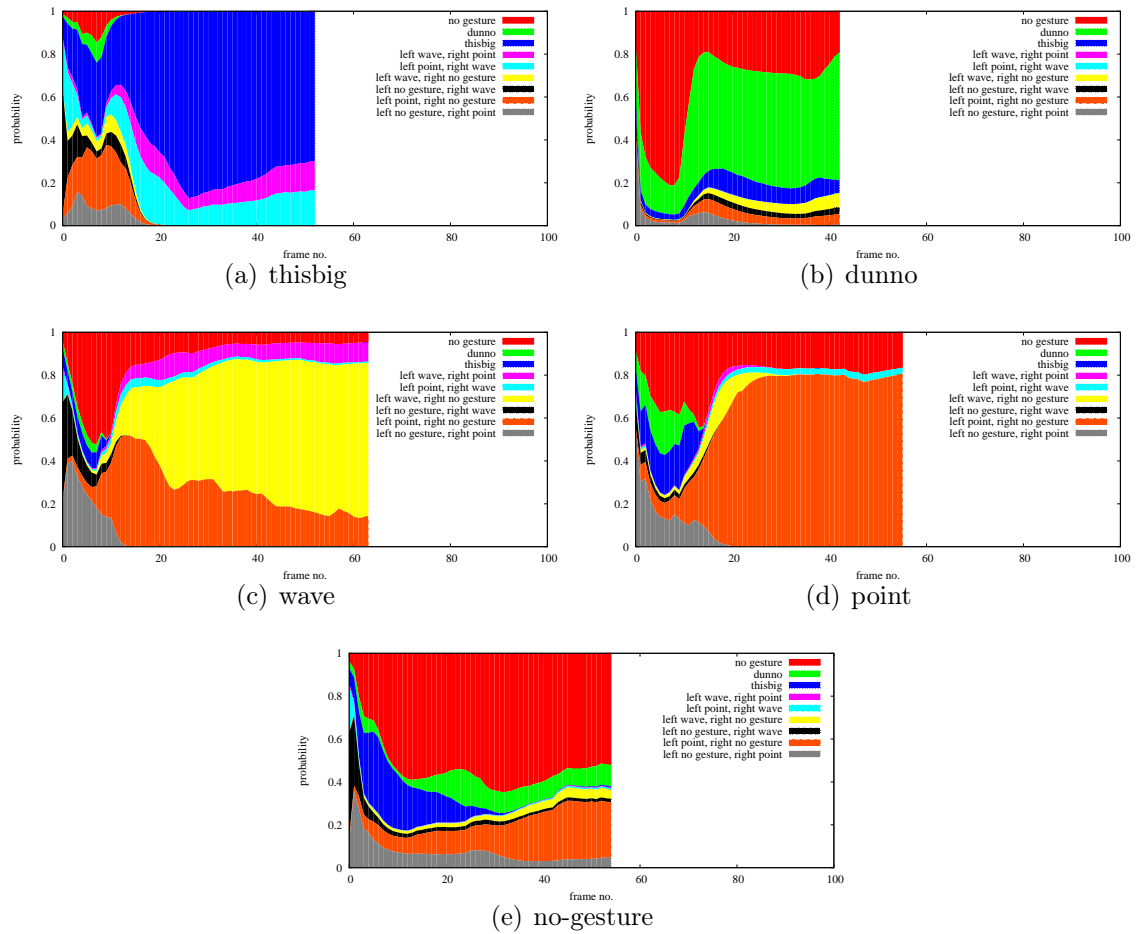 1
0.8
0.6
0.4
0.2
0
probability
no gesture
dunno
thisbig
left wave, right point
left point, right wave
left wave, right no gesture
left no gesture, right wave
left point, right no gesture
left no gesture, right point
0 20 40 60 80 100
frame no.
(a) thisbig
1
0.8
0.6
0.4
0.2
0
probability
no gesture
dunno
thisbig
left wave, right point
left point, right wave
left wave, right no gesture
left no gesture, right wave
left point, right no gesture
left no gesture, right point
0 20 40 60 80 100
frame no.
(b) dunno
1
0.8
0.6
0.4
0.2
0
probability
no gesture
dunno
thisbig
left wave, right point
left point, right wave
left wave, right no gesture
left no gesture, right wave
left point, right no gesture
left no gesture, right point
0 20 40 60 80 100
frame no.
(c) wave
1
0.8
0.6
0.4
0.2
0
probability
no gesture
dunno
thisbig
left wave, right point
left point, right wave
left wave, right no gesture
left no gesture, right wave
left point, right no gesture
left no gesture, right point
0 20 40 60 80 100
frame no.
(d) point
1
0.8
0.6
0.4
0.2
0
probability
no gesture
dunno
thisbig
left wave, right point
left point, right wave
left wave, right no gesture
left no gesture, right wave
left point, right no gesture
left no gesture, right point
0 20 40 60 80 100
frame no.
(e) no-gesture